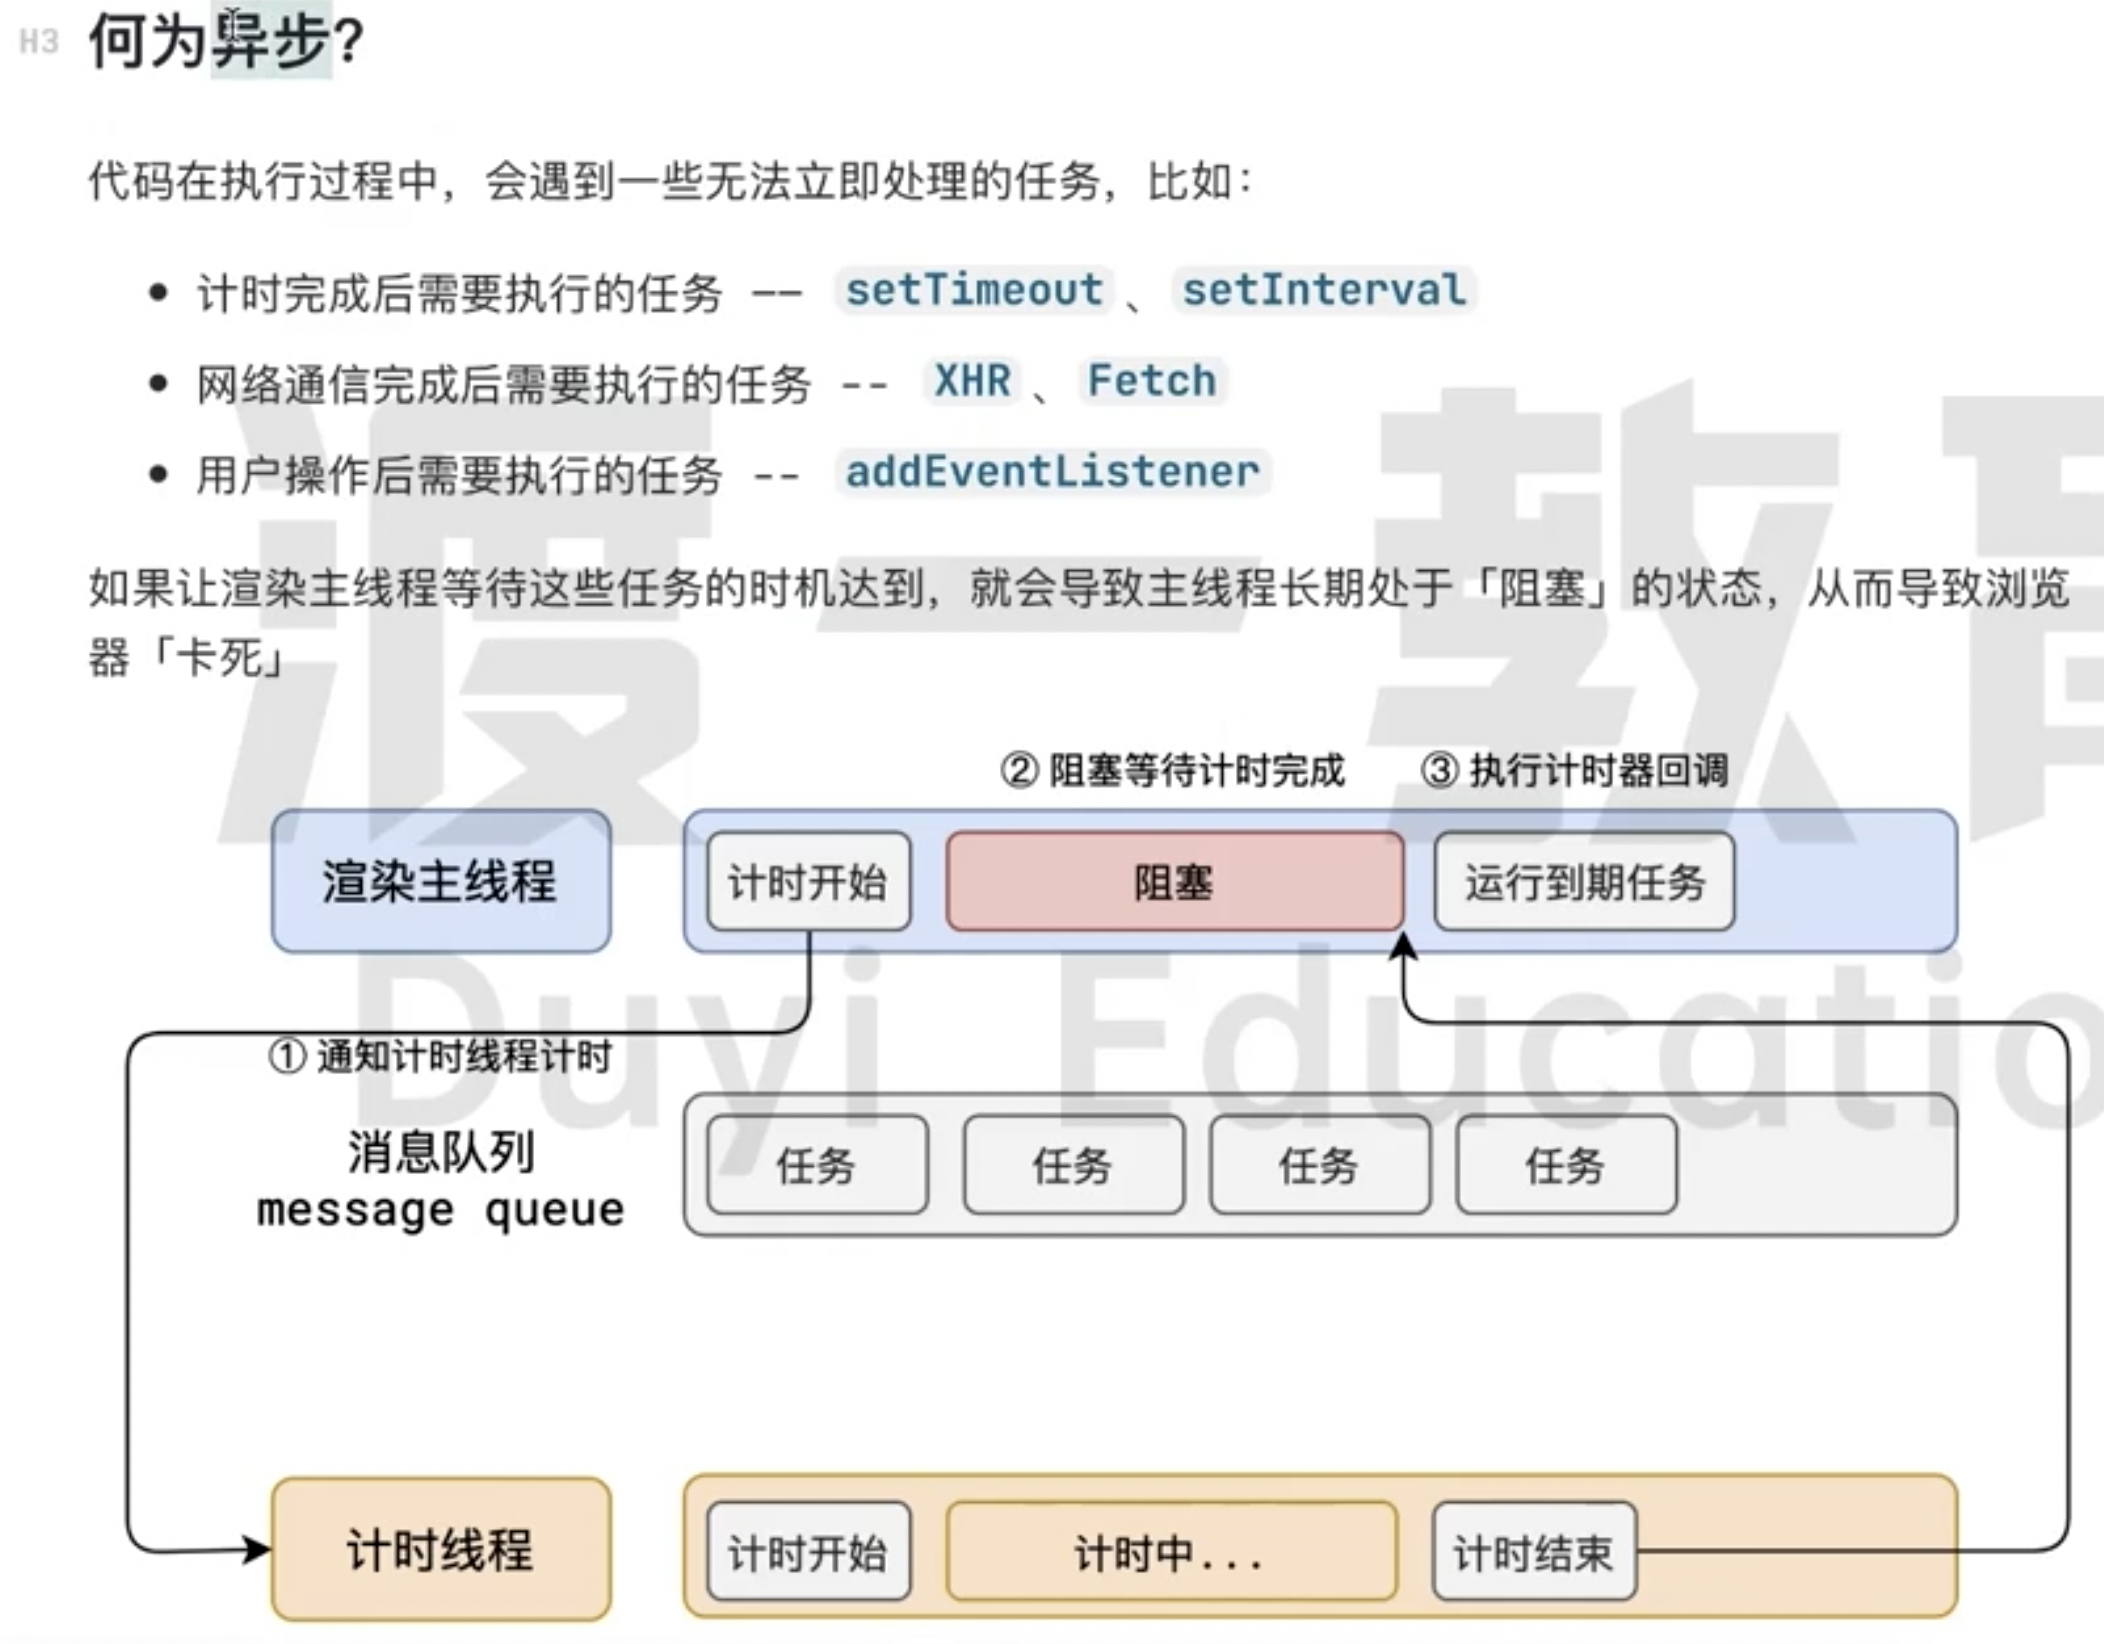 H3 何为异步？
代码在执行过程中，会遇到一些无法立即处理的任务，比如：
• 计时完成后需要执行的任务 -- setTimeout 、 setInterval
• 网络通信完成后需要执行的任务 -- XHR 、 Fetch
• 用户操作后需要执行的任务 -- addEventListener
如果让渲染主线程等待这些任务的时机达到，就会导致主线程长期处于「阻塞」的状态，从而导致浏览
器「卡死」
② 阻塞等待计时完成 ③ 执行计时器回调
渲染主线程 计时开始 阻塞 运行到期任务
① 通知计时线程计时
消息队列
message queue
任务 任务 任务 任务
计时线程 计时开始 计时中... 计时结束
渡一教育
Duyi Educatio